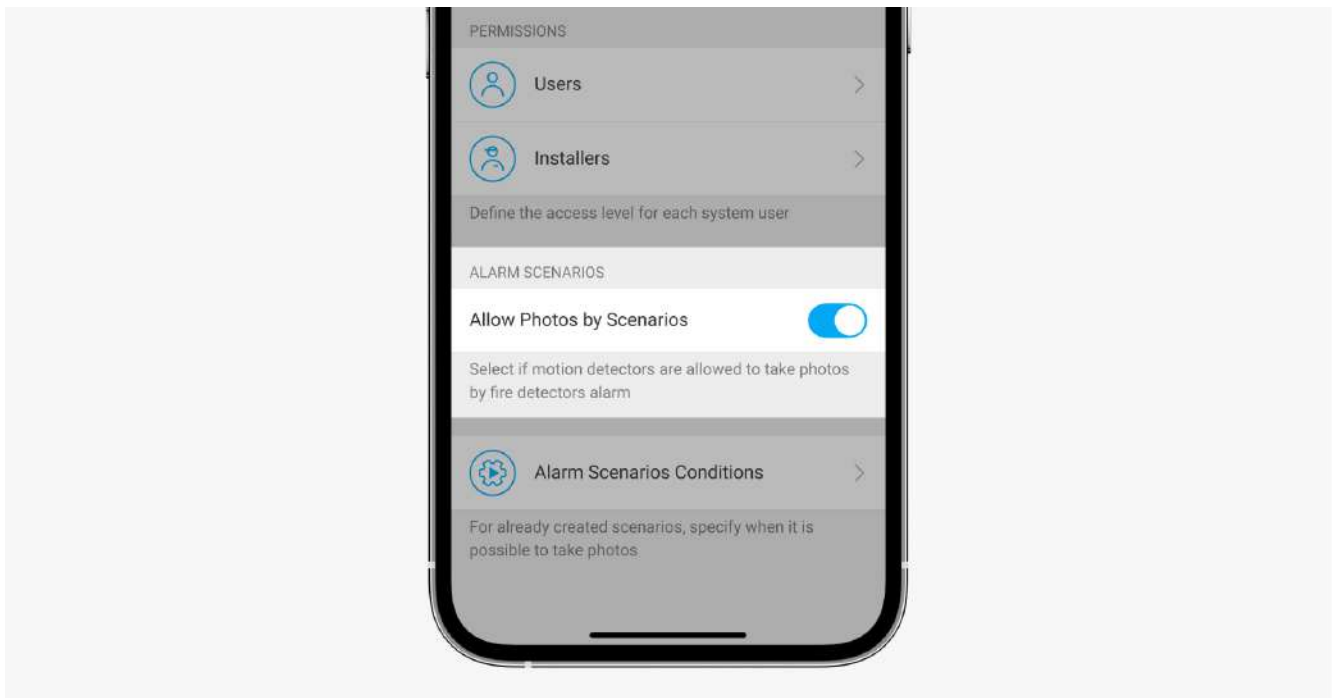 PERMISSIONS
Users
Installers
Define the access level for each system user
ALARM SCENARIOS
Allow Photos by Scenarios
Select if motion detectors are allowed to take photos
by fire detectors alarm
Alarm Scenarios Conditions
For already created scenarios, specify when it is
possible to take photos